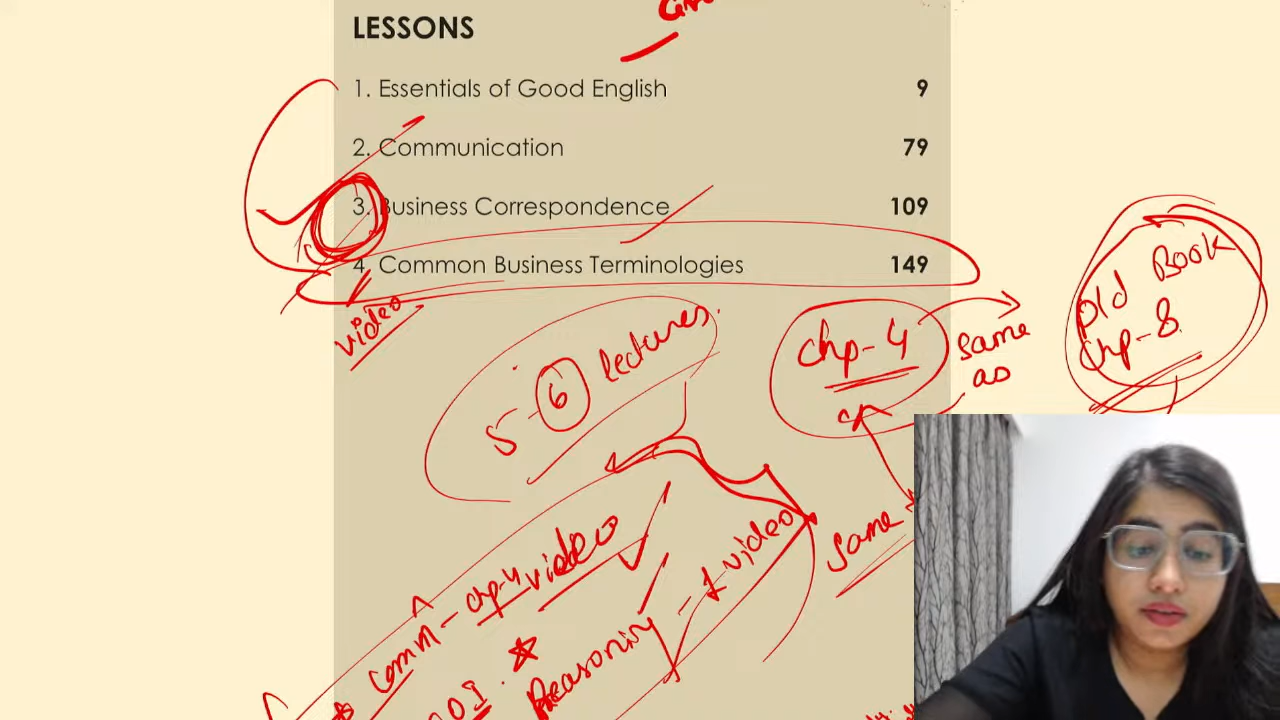 LESSONS
1. Essentials of Good English 9
2. Communication 79
3. Business Correspondence 109
4. Common Business Terminologies 149
video
5-6 lectures.
chp-4
same
as
Old Book
chp-8
same
video
chp-4
comm
Reasoning - 1 video